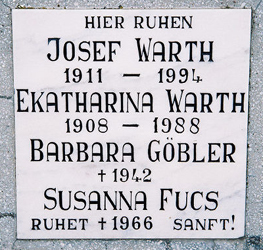 HIER RUHEN
JOSEF WARTH
1911 — 1994
EKATHARINA WARTH
1908 — 1988
BARBARA GÖBLER
†1942
SUSANNA FUCS
RUHET †1966 SANFT!